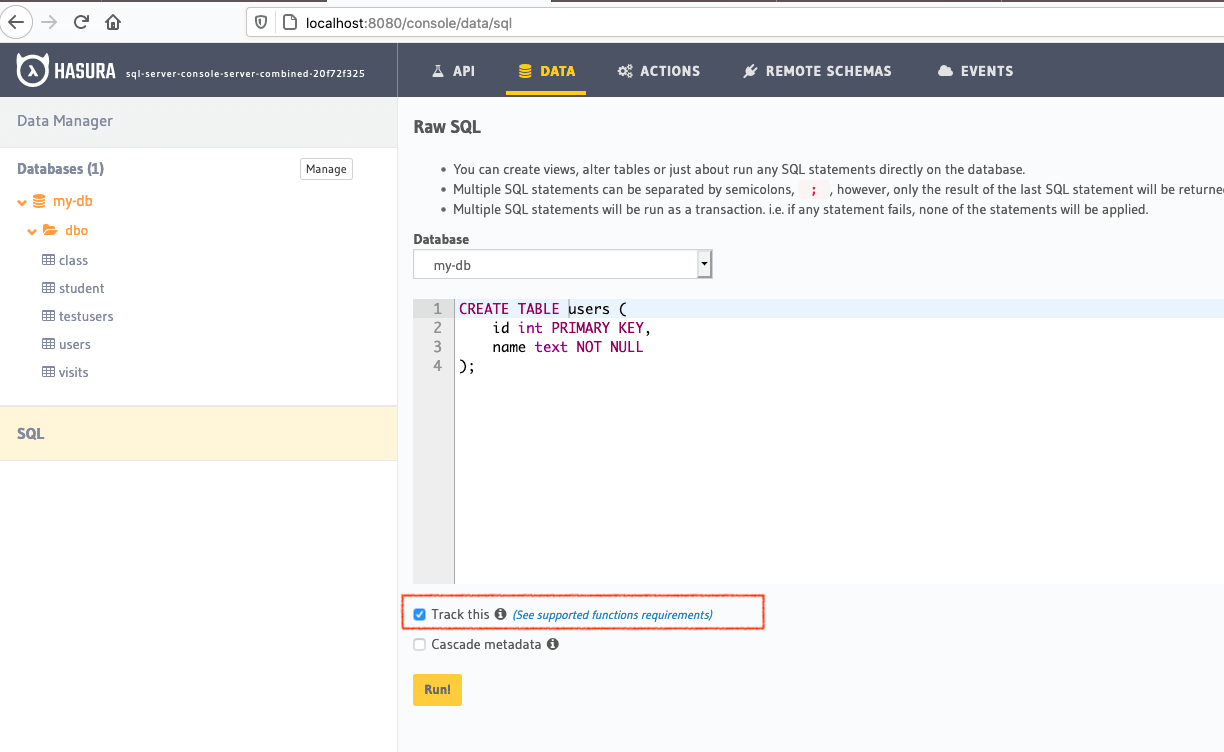 localhost:8080/console/data/sql
HASURA sql-server-console-server-combined-20f72f325
API
DATA
ACTIONS
REMOTE SCHEMAS
EVENTS
Data Manager
Databases (1)
Manage
my-db
dbo
class
student
testusers
users
visits
SQL
Raw SQL
• You can create views, alter tables or just about run any SQL statements directly on the database.
• Multiple SQL statements can be separated by semicolons, ; , however, only the result of the last SQL statement will be returne
• Multiple SQL statements will be run as a transaction. i.e. if any statement fails, none of the statements will be applied.
Database
my-db
1 CREATE TABLE users (
2 id int PRIMARY KEY,
3 name text NOT NULL
4 );
Track this (See supported functions requirements)
Cascade metadata
Run!